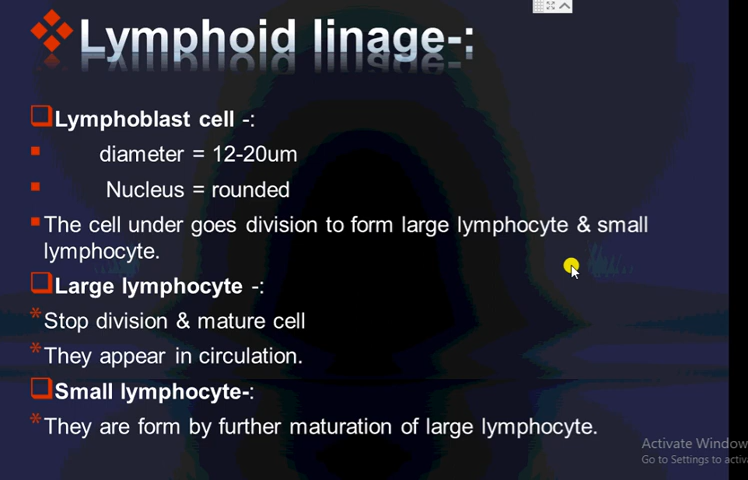 Lymphoid linage-:
Lymphoblast cell -:
diameter = 12-20um
Nucleus = rounded
The cell under goes division to form large lymphocyte & small
lymphocyte.
Large lymphocyte -:
* Stop division & mature cell
* They appear in circulation.
Small lymphocyte-:
* They are form by further maturation of large lymphocyte.
Activate Window
Go to Settings to activa